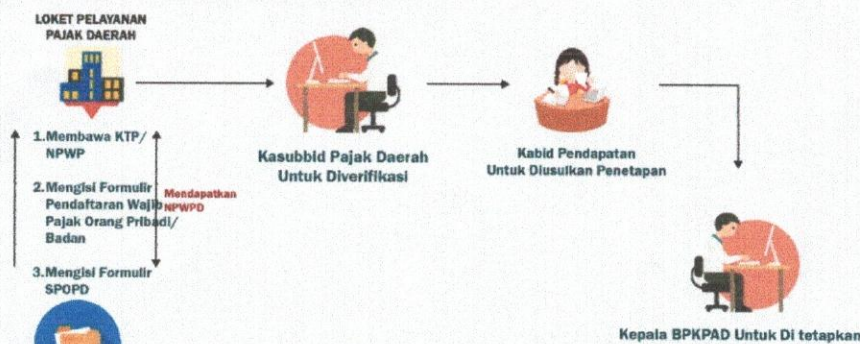 LOKET PELAYANAN
PAJAK DAERAH
1.Membawa KTP/
NPWP
2.Mengisi Formulir
Pendaftaran Wajib
Pajak Orang Pribadi/
Badan
3.Mengisi Formulir
SPOPD
Mendapatkan
NPWPD
Kasubbid Pajak Daerah
Untuk Diverifikasi
Kabid Pendapatan
Untuk Diusulkan Penetapan
Kepala BPKPAD Untuk Di tetapkan